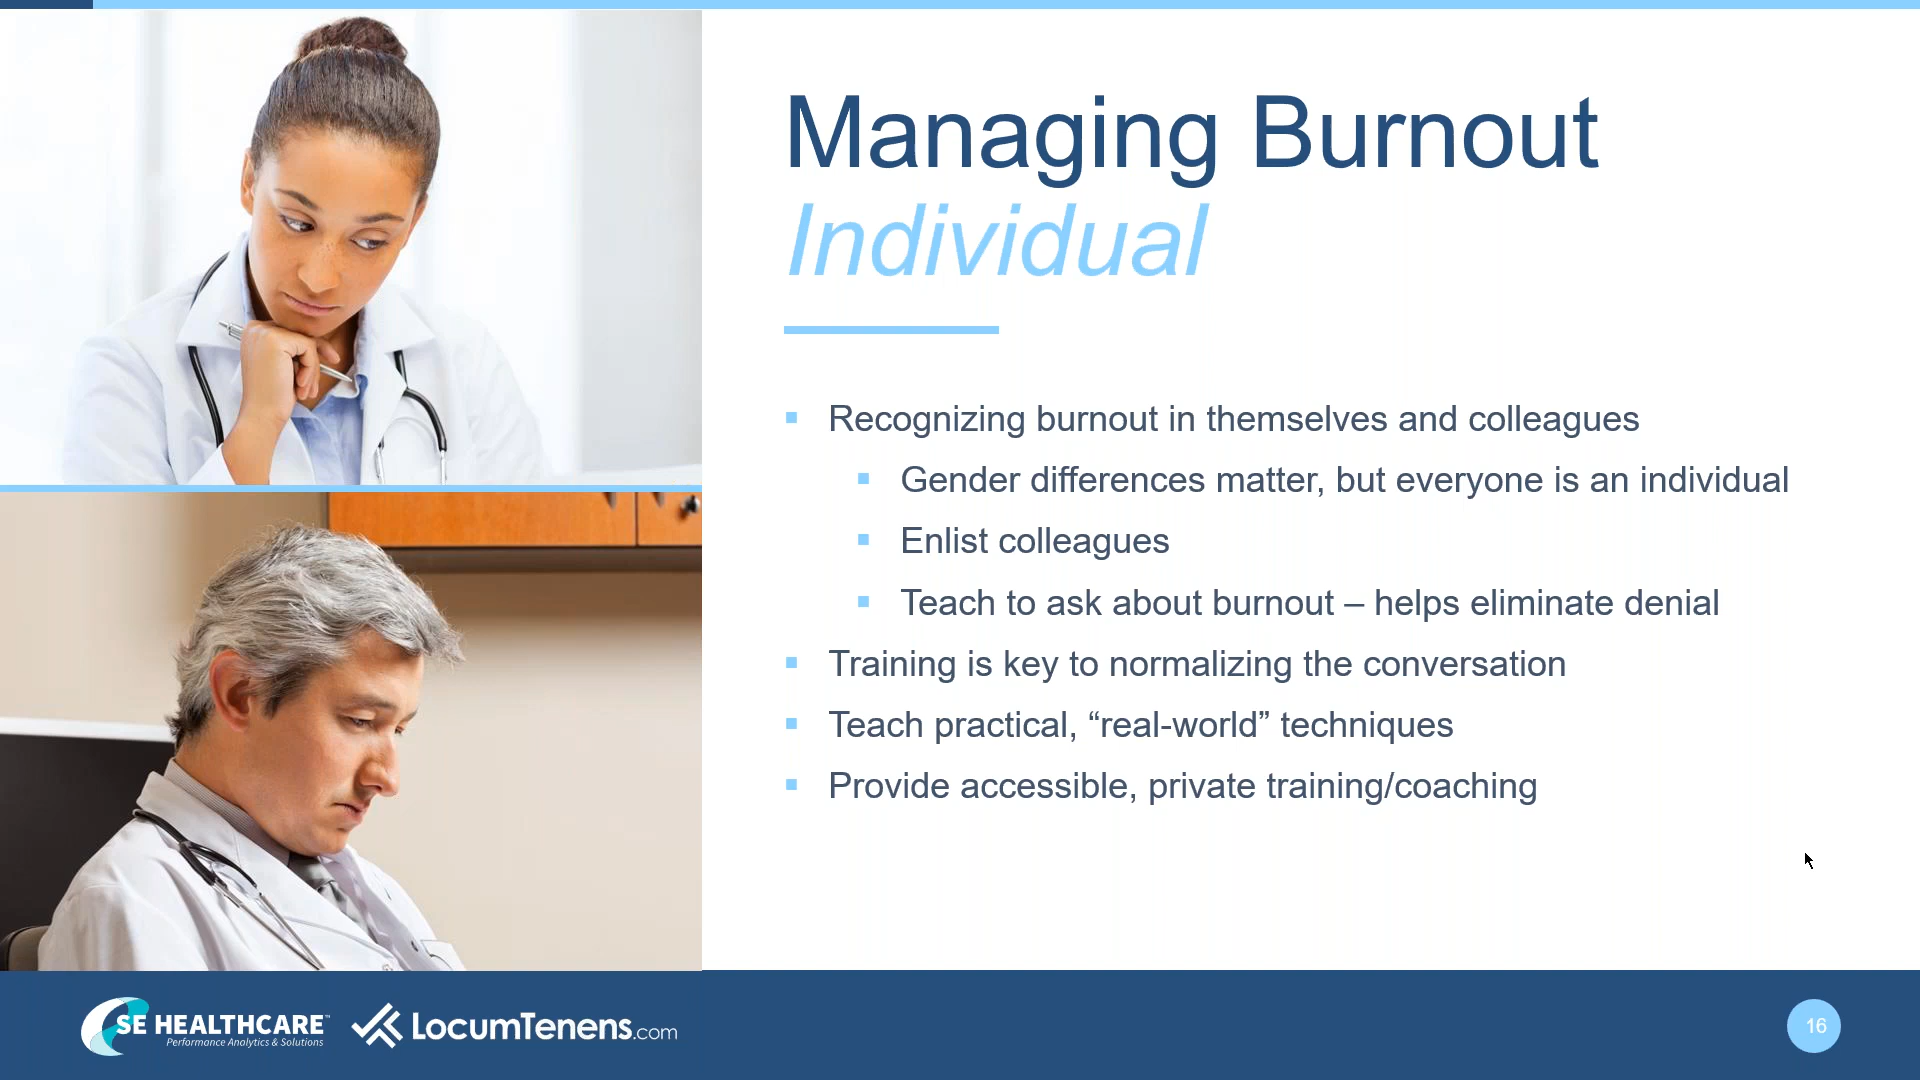 Managing Burnout
Individual
Recognizing burnout in themselves and colleagues
Gender differences matter, but everyone is an individual
Enlist colleagues
Teach to ask about burnout – helps eliminate denial
Training is key to normalizing the conversation
Teach practical, “real-world” techniques
Provide accessible, private training/coaching
SE HEALTHCARE™
Performance Analytics & Solutions
LOCUMTENENS.com
16